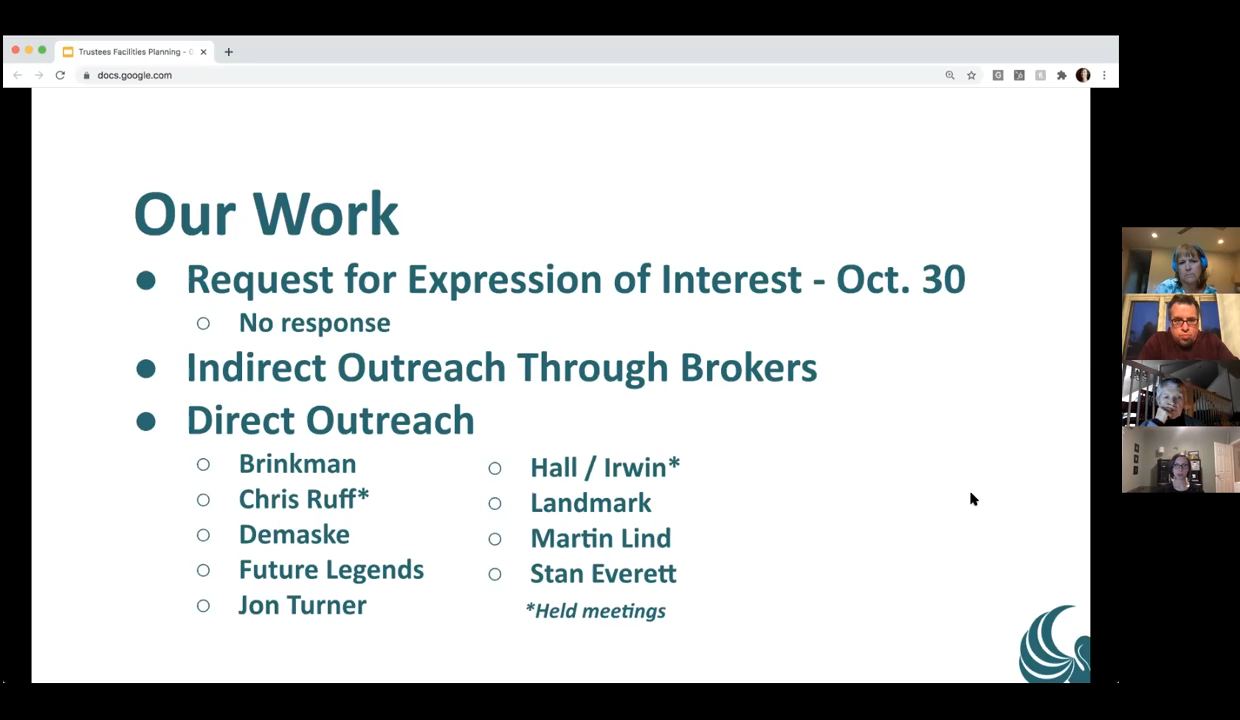 Trustees Facilities Planning - 
docs.google.com
Our Work
● Request for Expression of Interest - Oct. 30
○ No response
● Indirect Outreach Through Brokers
● Direct Outreach
○ Brinkman
○ Chris Ruff*
○ Demaske
○ Future Legends
○ Jon Turner
○ Hall / Irwin*
○ Landmark
○ Martin Lind
○ Stan Everett
*Held meetings